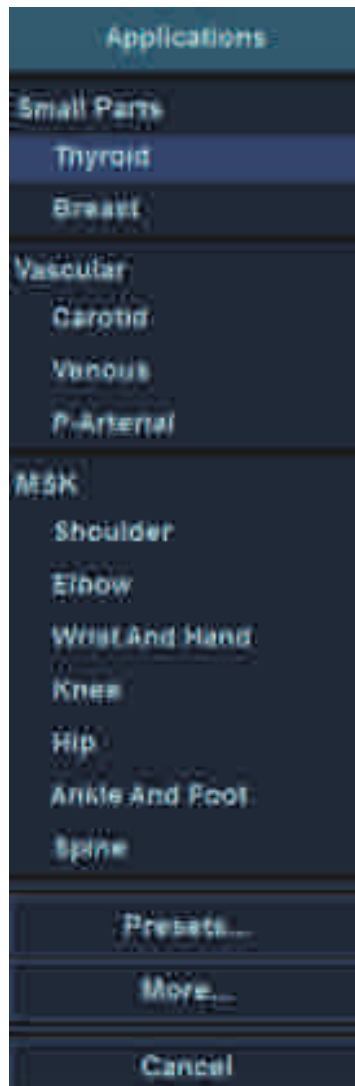 Applications
Small Parts
Thyroid
Breast
Vascular
Carotid
Venous
P-Arterial
MSK
Shoulder
Elbow
Wrist And Hand
Knee
Hip
Ankle And Foot
Spine
Presets...
More...
Cancel